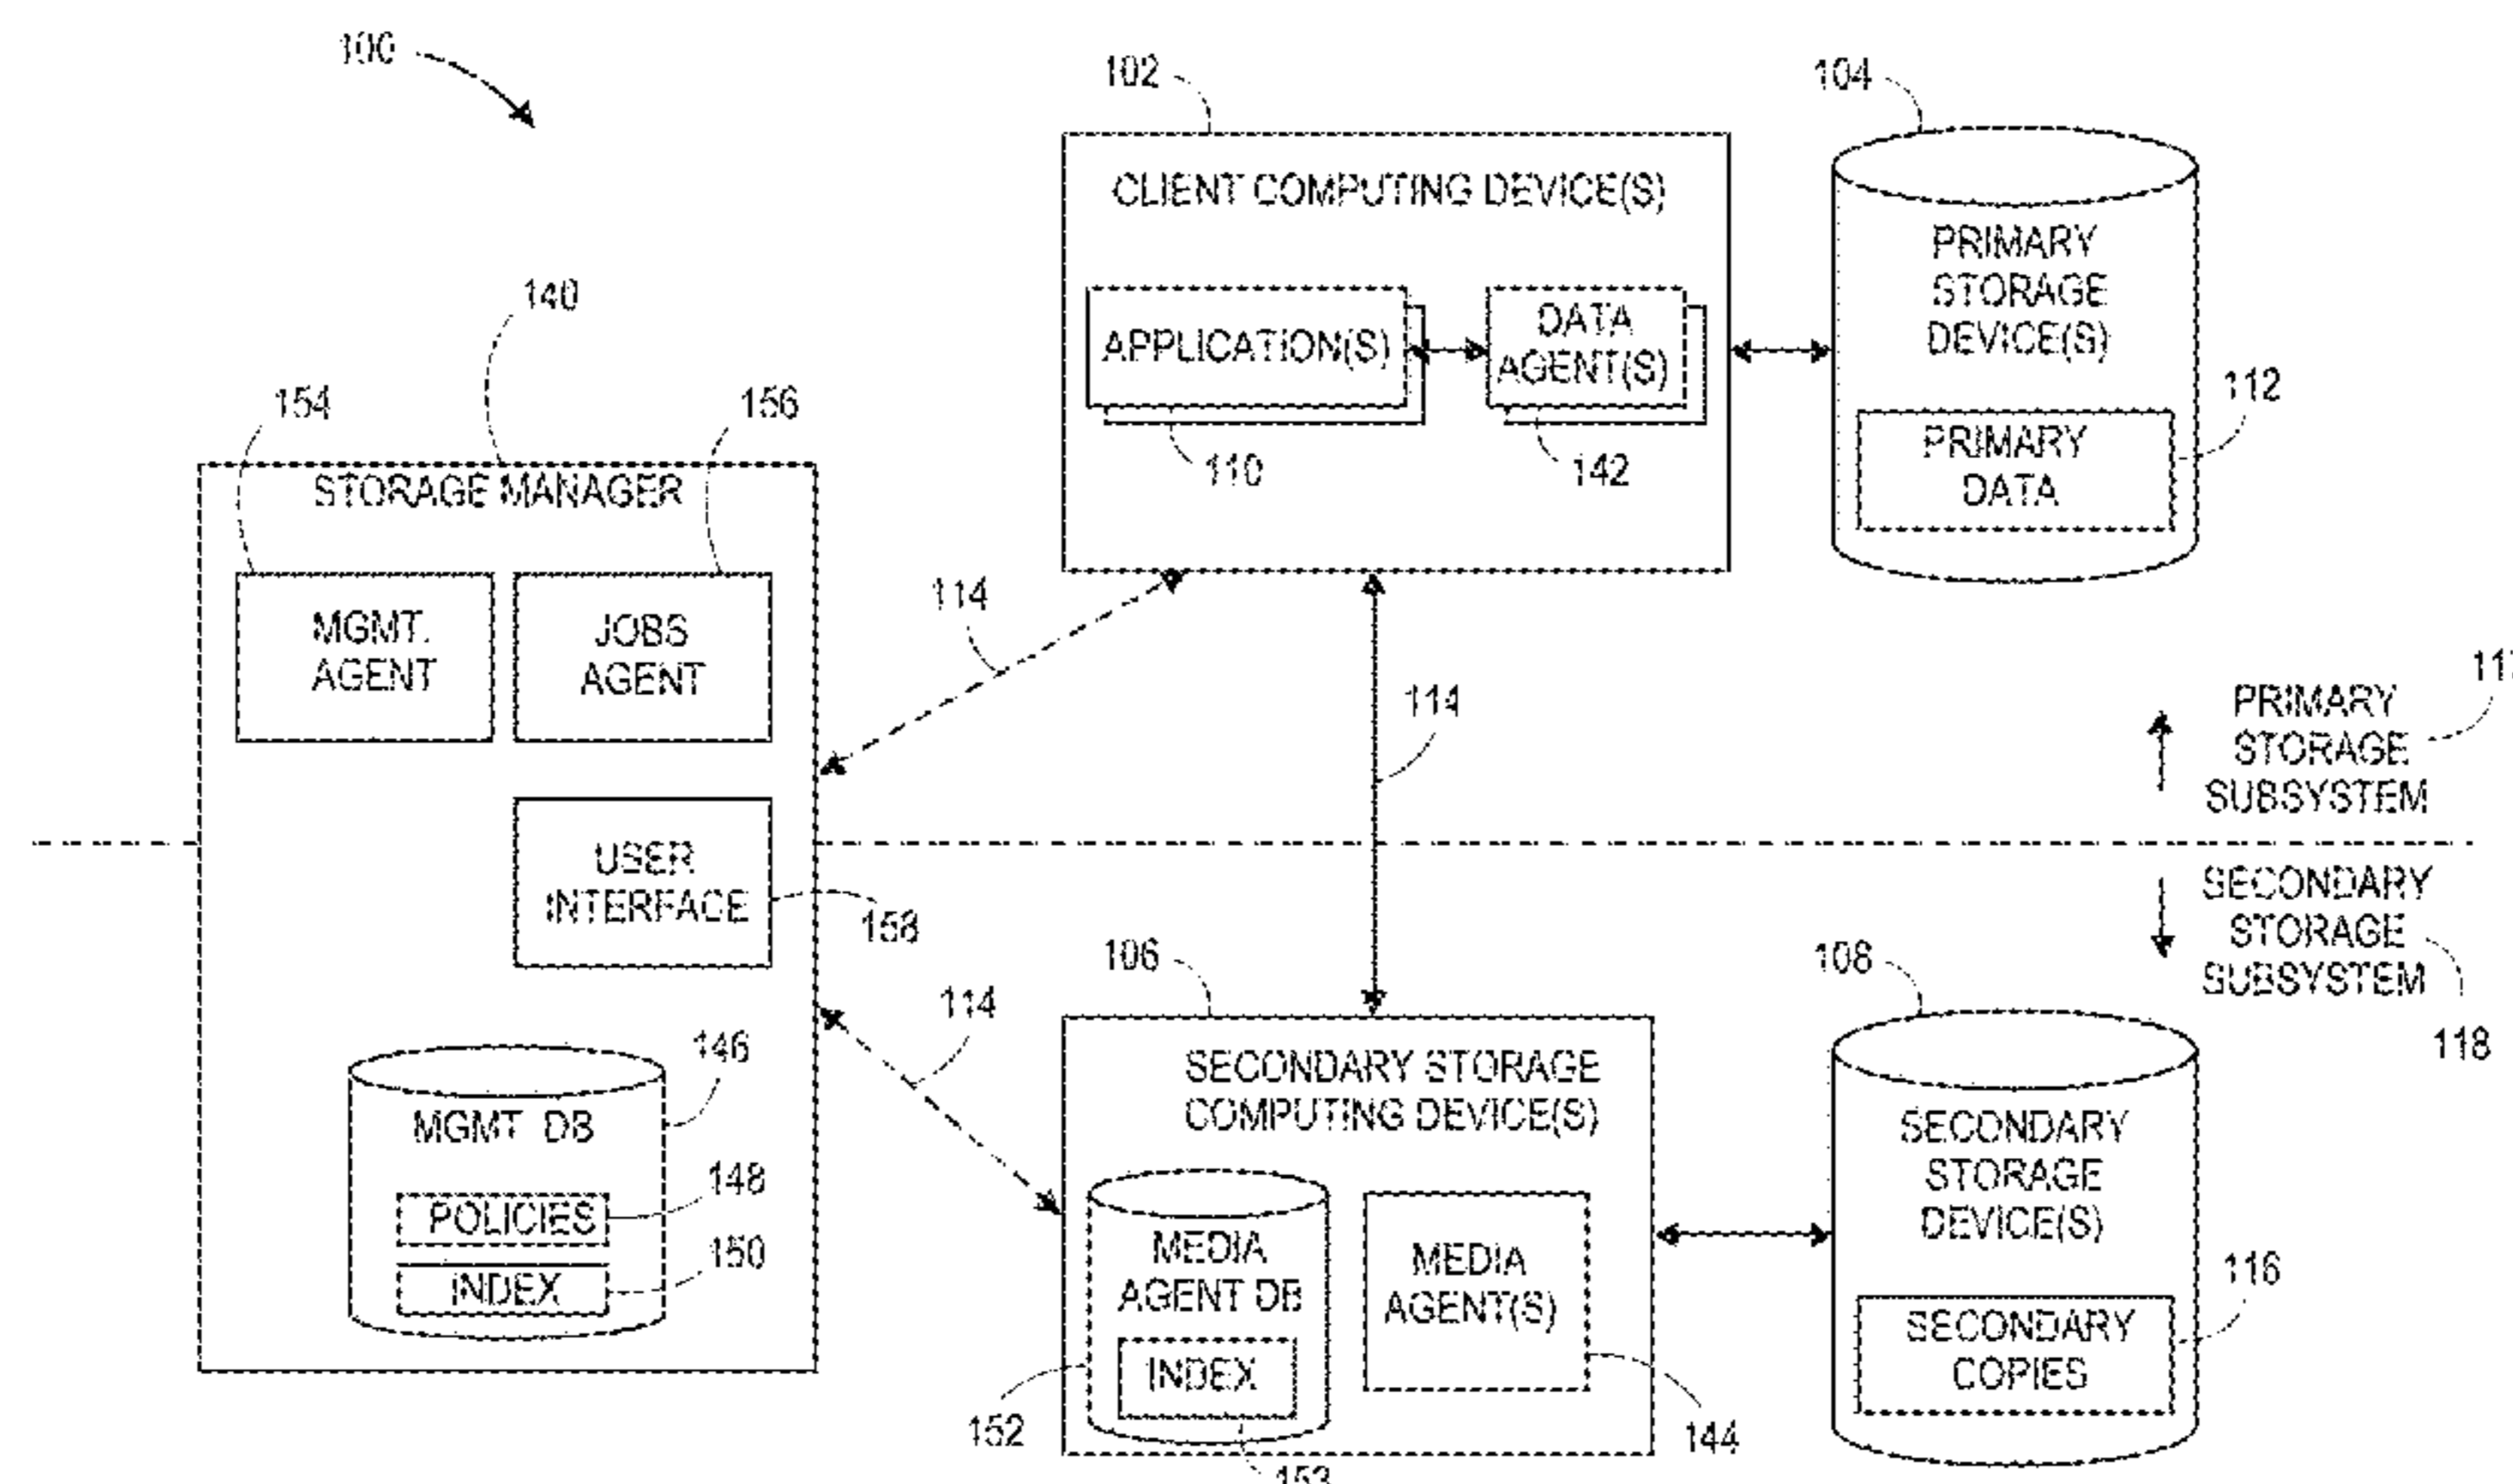 100
102
104
CLIENT COMPUTING DEVICE(S)
PRIMARY
STORAGE
DEVICE(S)
APPLICATION(S)
DATA
AGENT(S)
110
142
112
PRIMARY
DATA
140
154
156
STORAGE MANAGER
MGMT.
AGENT
JOBS
AGENT
114
114
PRIMARY
STORAGE
SUBSYSTEM
USER
INTERFACE
158
SECONDARY
STORAGE
SUBSYSTEM
118
114
106
108
146
MGMT DB
POLICIES
148
INDEX
150
SECONDARY STORAGE
COMPUTING DEVICE(S)
MEDIA
AGENT DB
INDEX
MEDIA
AGENT(S)
152
153
144
SECONDARY
STORAGE
DEVICE(S)
116
SECONDARY
COPIES